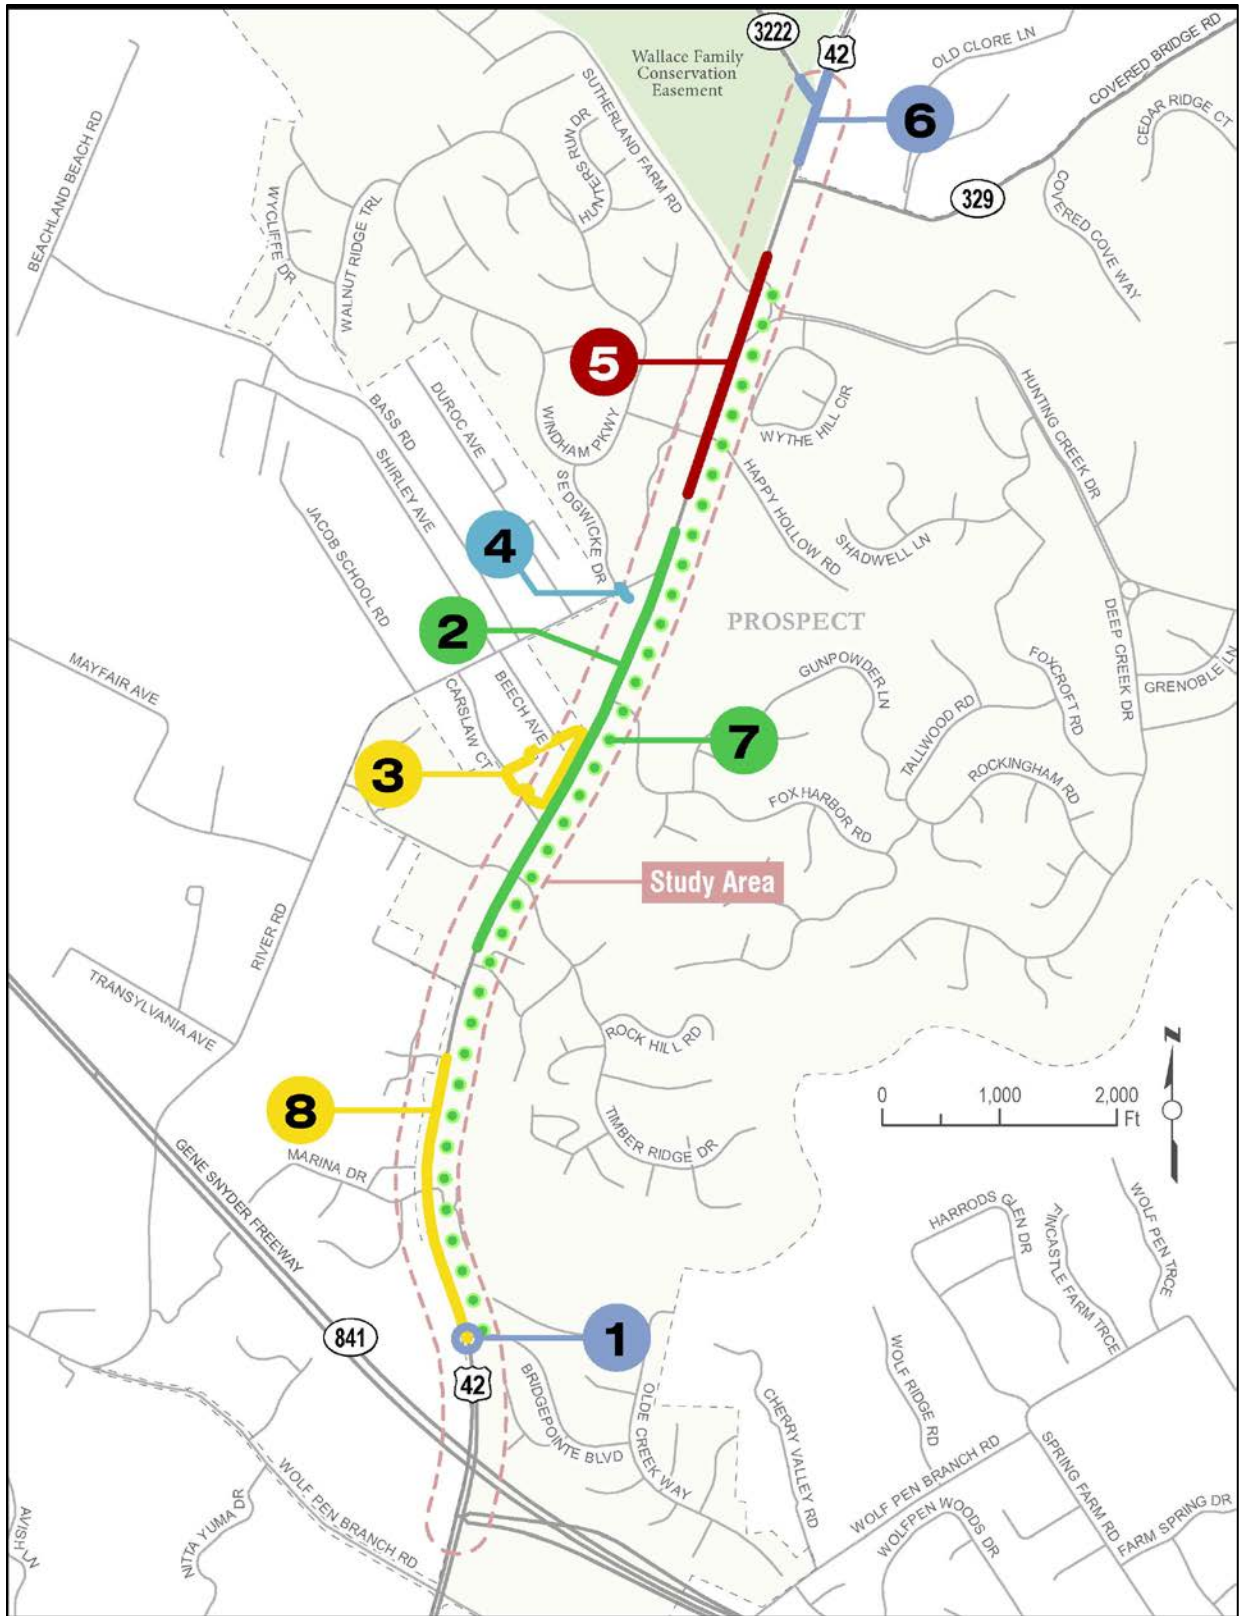 3222
42
Wallace Family
Conservation
Easement
OLD CLORE LN
COVERED BRIDGE RD
SUTHERLAND FARM RD
6
CEDAR RIDGE CT
BEACHLAND BEACH RD
HUNTERS RUN DR
WYCLIFFE DR
WALNUT RIDGE TRL
329
COVERED COVE WAY
5
BASS RD
DUROC AVE
WINDHAM PKWY
WYTHE HILL CIR
HUNTING CREEK DR
SHIRLEY AVE
SEDGWICKE DR
HAPPY HOLLOW RD
JACOB SCHOOL RD
4
SHADWELL LN
2
PROSPECT
DEEP CREEK DR
MAYFAIR AVE
GUNPOWDER LN
FOXCROFT RD
GRENOBLE LN
CARSLAW CT
BEECH AVE
TALLWOOD RD
7
3
ROCKINGHAM RD
FOX HARBOR RD
Study Area
RIVER RD
TRANSYLVANIA AVE
ROCK HILL RD
N
0
1,000
2,000
Ft
8
TIMBER RIDGE DR
GENE SNYDER FREEWAY
MARINA DR
HARRODS GLEN DR
FINCASTLE FARM TRCE
WOLF PEN TRCE
841
1
42
BRIDGEPOINTE BLVD
OLDE CREEK WAY
CHERRY VALLEY RD
WOLF RIDGE RD
WOLF PEN BRANCH RD
SPRING FARM RD
WOLF PEN BRANCH RD
NITTA YUMA DR
AVISH LN
WOLFPEN WOODS DR
FARM SPRING DR